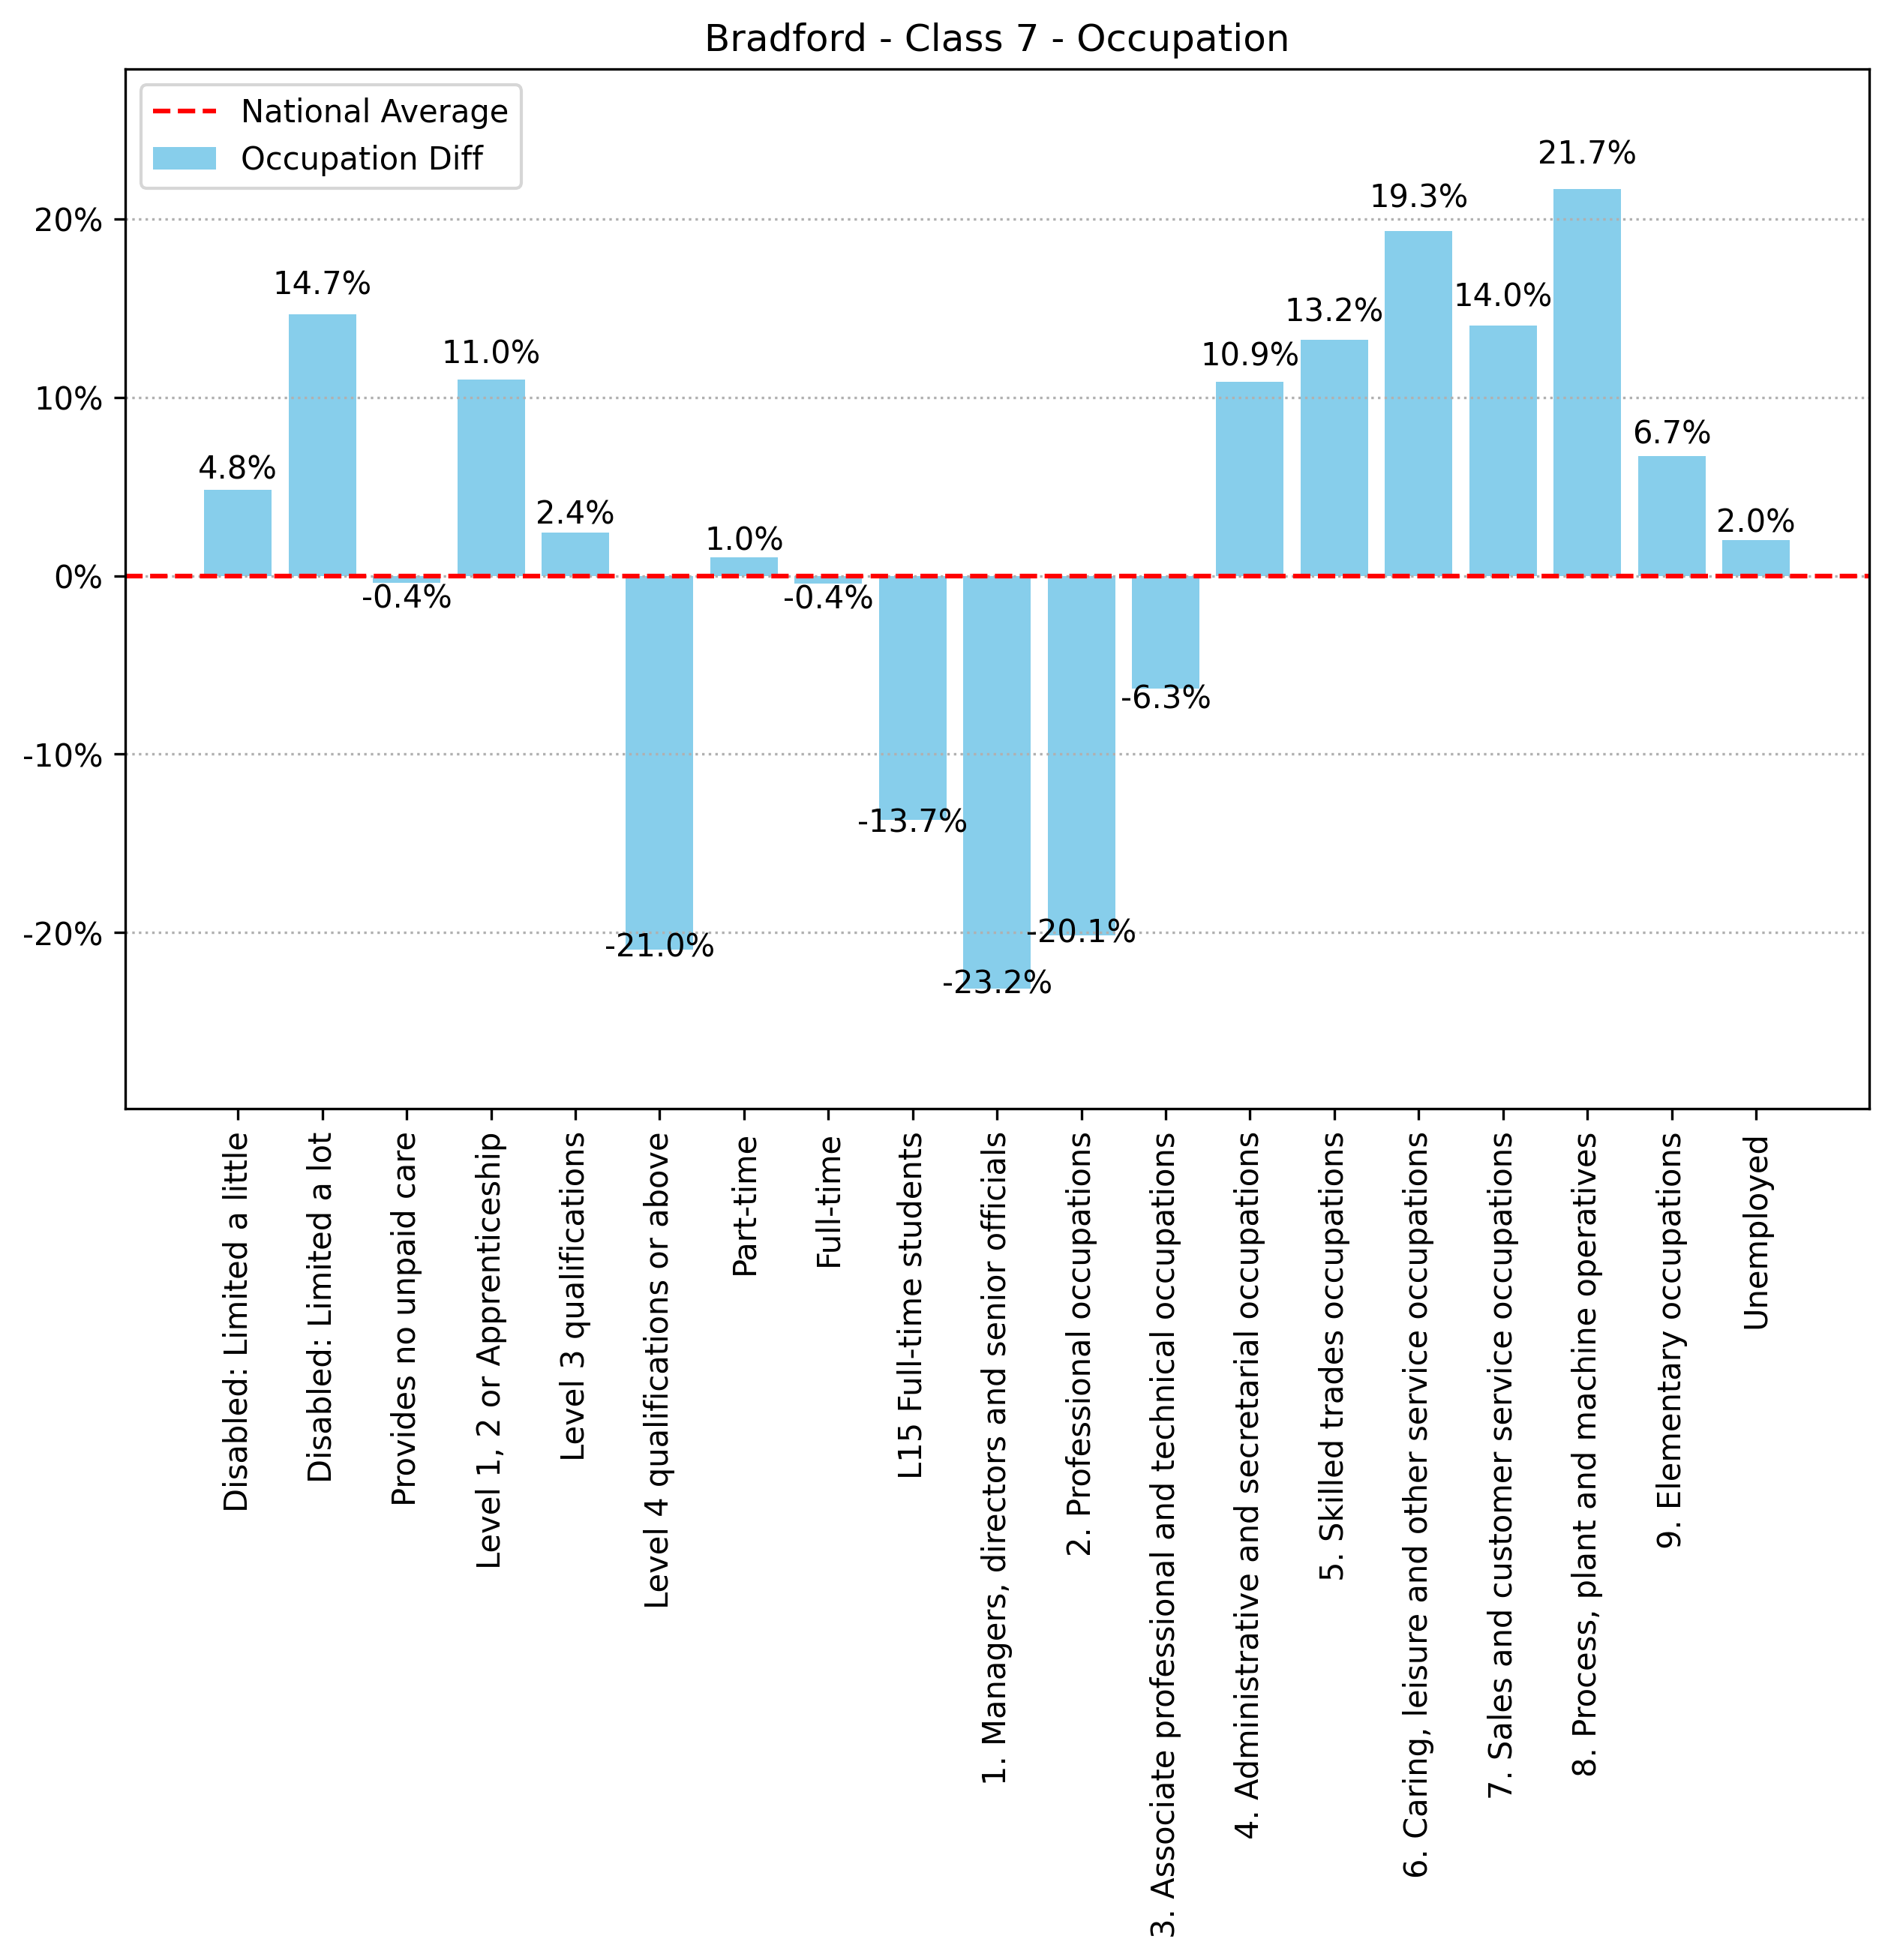 Bradford - Class 7 - Occupation
National Average
Occupation Diff
20%
10%
0%
-10%
-20%
4.8%
14.7%
-0.4%
11.0%
2.4%
-21.0%
1.0%
-0.4%
-13.7%
-23.2%
-20.1%
-6.3%
10.9%
13.2%
19.3%
14.0%
21.7%
6.7%
2.0%
Disabled: Limited a little
Disabled: Limited a lot
Provides no unpaid care
Level 1, 2 or Apprenticeship
Level 3 qualifications
Level 4 qualifications or above
Part-time
Full-time
L15 Full-time students
1. Managers, directors and senior officials
2. Professional occupations
3. Associate professional and technical occupations
4. Administrative and secretarial occupations
5. Skilled trades occupations
6. Caring, leisure and other service occupations
7. Sales and customer service occupations
8. Process, plant and machine operatives
9. Elementary occupations
Unemployed